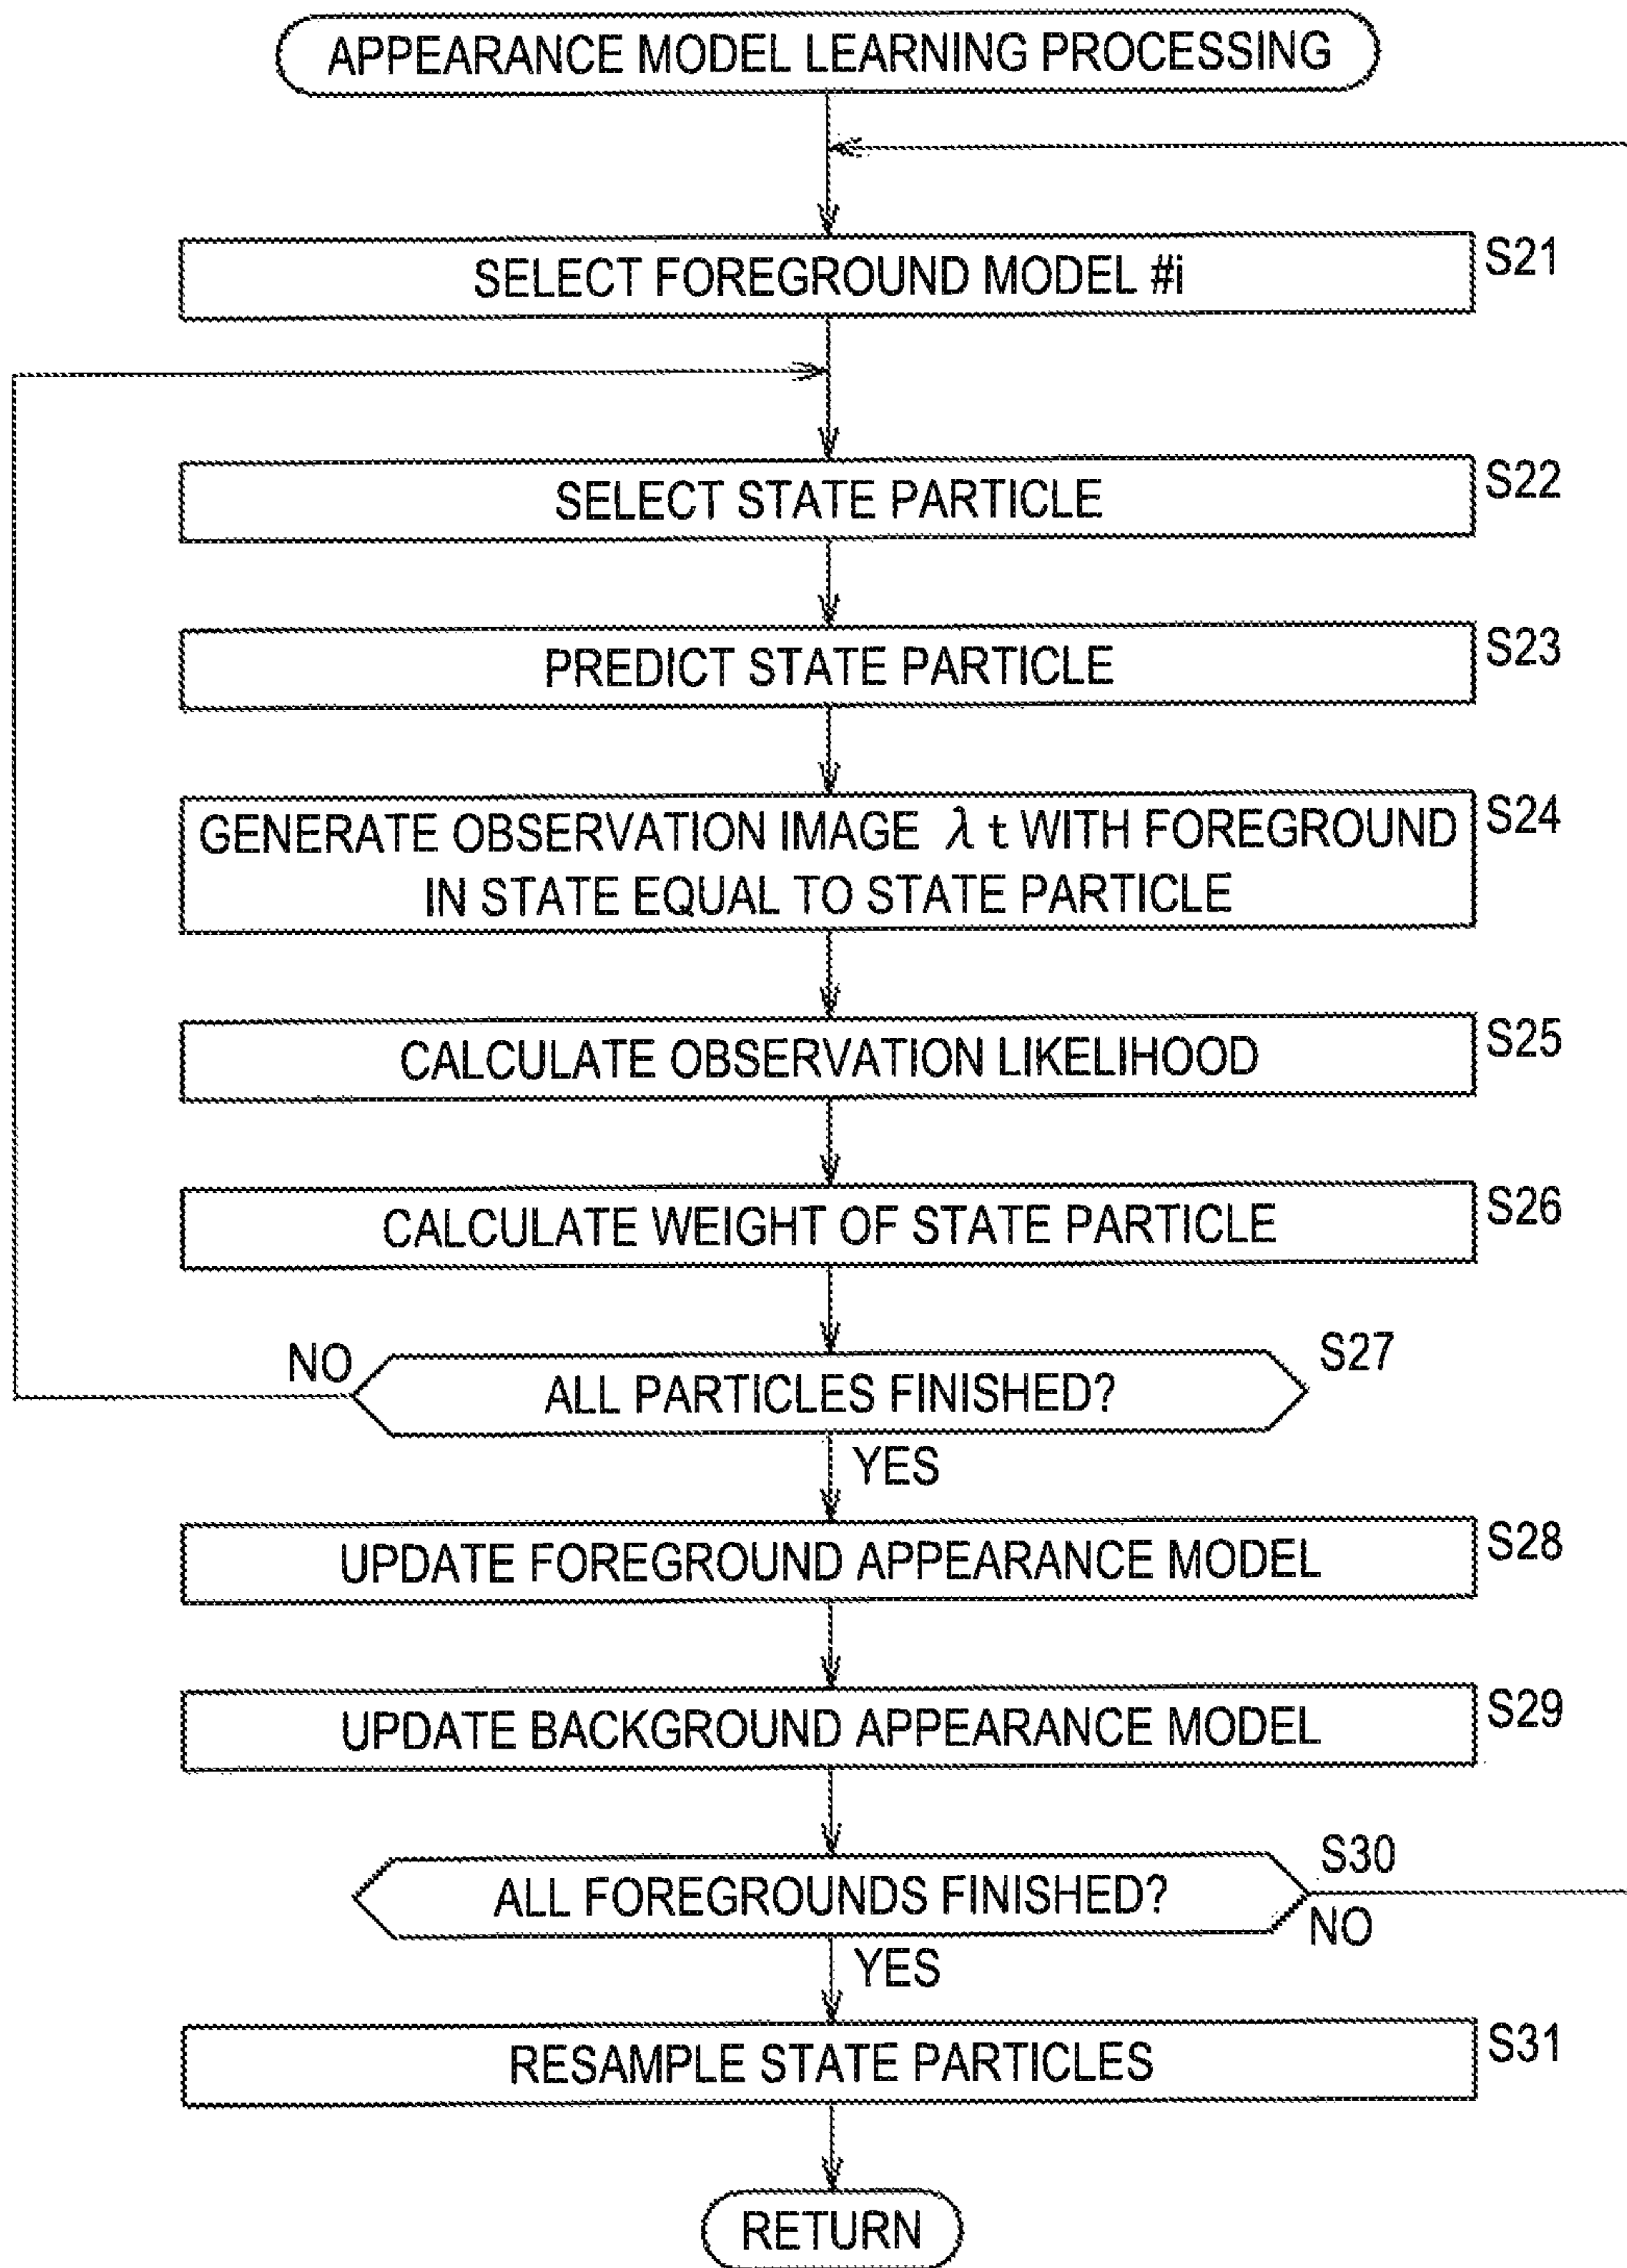 APPEARANCE MODEL LEARNING PROCESSING
SELECT FOREGROUND MODEL #i
S21
SELECT STATE PARTICLE
S22
PREDICT STATE PARTICLE
S23
GENERATE OBSERVATION IMAGE λt WITH FOREGROUND
IN STATE EQUAL TO STATE PARTICLE
S24
CALCULATE OBSERVATION LIKELIHOOD
S25
CALCULATE WEIGHT OF STATE PARTICLE
S26
NO
ALL PARTICLES FINISHED?
S27
YES
UPDATE FOREGROUND APPEARANCE MODEL
S28
UPDATE BACKGROUND APPEARANCE MODEL
S29
ALL FOREGROUNDS FINISHED?
S30
NO
YES
RESAMPLE STATE PARTICLES
S31
RETURN